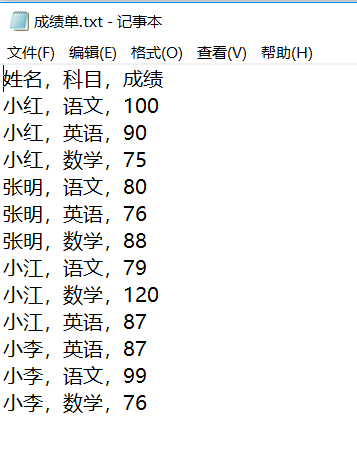 成绩单.txt - 记事本
文件(F) 编辑(E) 格式(O) 查看(V) 帮助(H)
姓名，科目，成绩
小红，语文，100
小红，英语，90
小红，数学，75
张明，语文，80
张明，英语，76
张明，数学，88
小江，语文，79
小江，数学，120
小江，英语，87
小李，英语，87
小李，语文，99
小李，数学，76